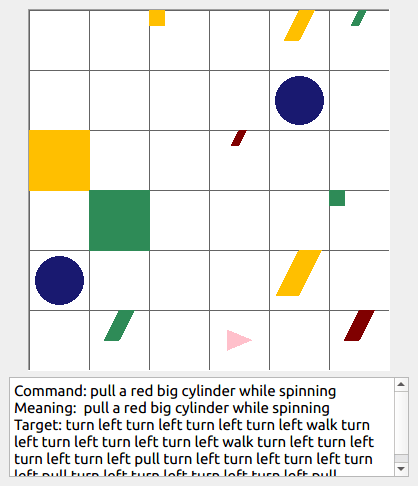 Command: pull a red big cylinder while spinning
Meaning:  pull a red big cylinder while spinning
Target: turn left turn left turn left turn left walk turn
left turn left turn left turn left walk turn left turn left
turn left turn left pull turn left turn left turn left turn
left pull turn left turn left turn left turn left pull